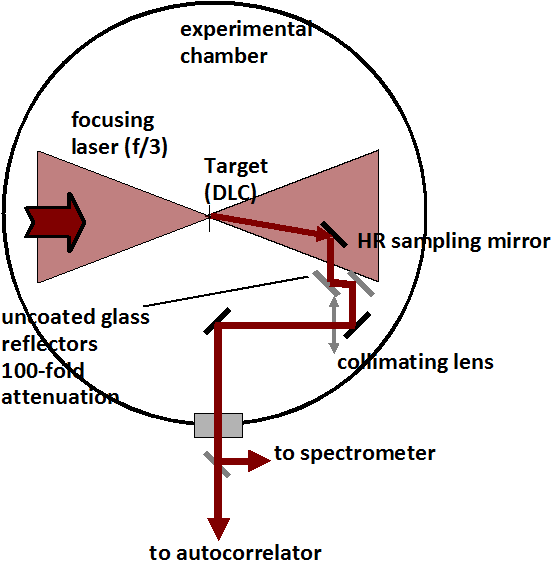 experimental
chamber
focusing
laser (f/3)
Target
(DLC)
HR sampling mirror
uncoated glass
reflectors
100-fold
attenuation
collimating lens
to spectrometer
to autocorrelator